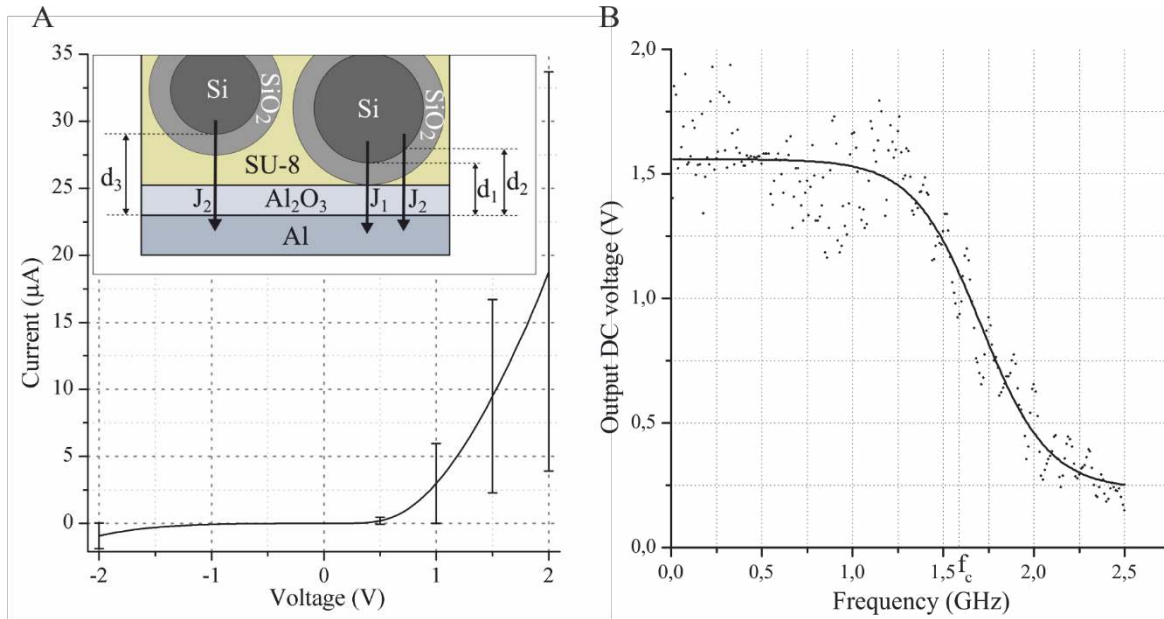 A
35
30
25
20
15
10
5
0
-2
-1
0
1
2
Current (µA)
Voltage (V)
Si
SiO₂
Si
SiO₂
SU-8
d₃
d₁
d₂
J₂
Al₂O₃
J₁
J₂
Al
B
2,0
1,5
1,0
0,5
0,0
0,0
0,5
1,0
1,5
f_c
2,0
2,5
Output DC voltage (V)
Frequency (GHz)